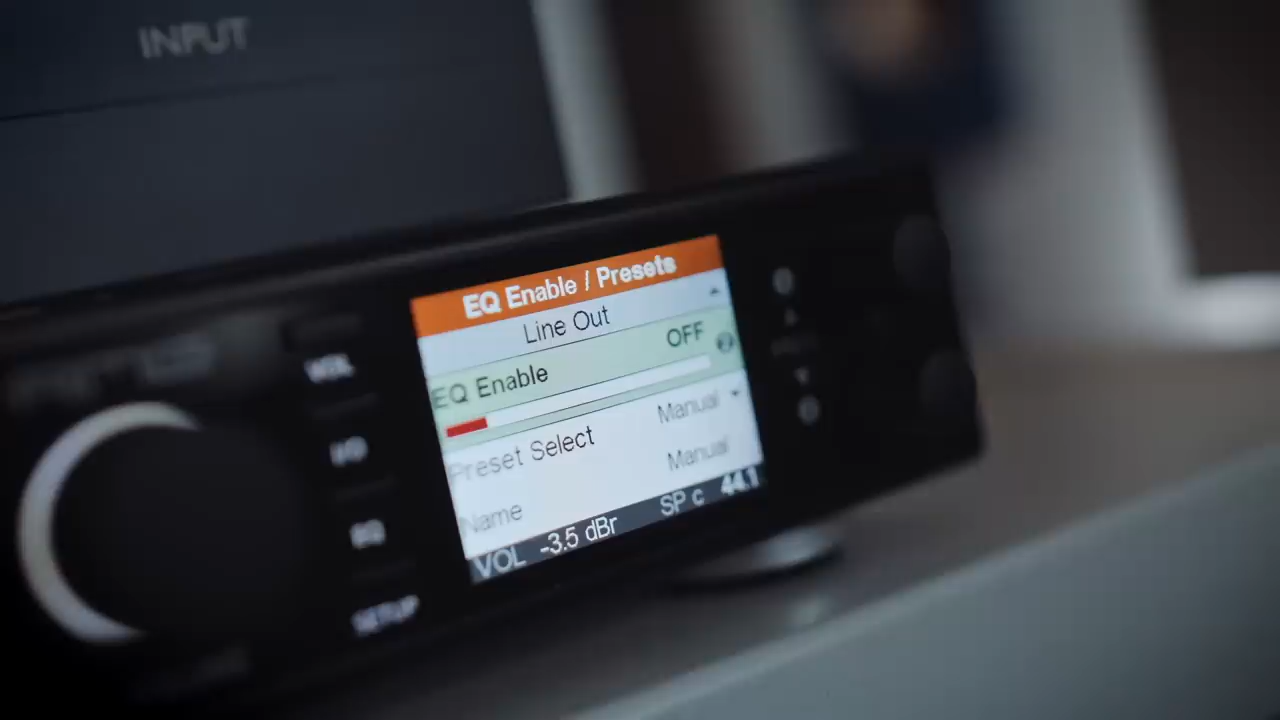 INPUT
EQ Enable / Presets
Line Out
EQ Enable OFF
Preset Select Manual
Name Manual
VOL -3.5 dBr SP c 44.1
VOL
I/O
EQ
SETUP